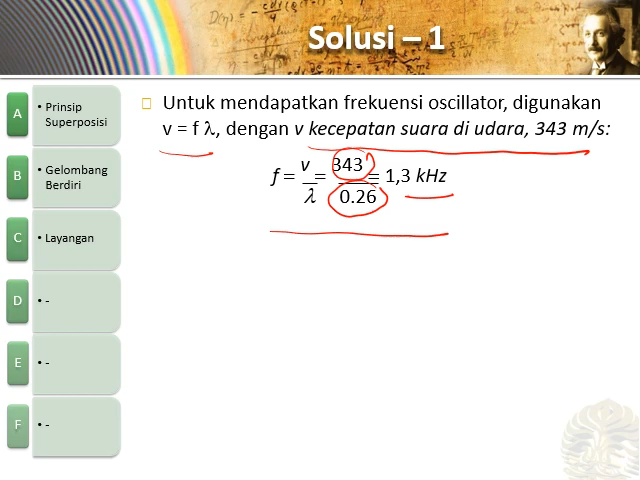 Solusi – 1
A
• Prinsip
Superposisi
B
• Gelombang
Berdiri
C
• Layangan
D
• -
E
• -
F
• -
Untuk mendapatkan frekuensi oscillator, digunakan
v = f λ, dengan v kecepatan suara di udara, 343 m/s:
f = v/λ = 343/0.26 = 1,3 kHz